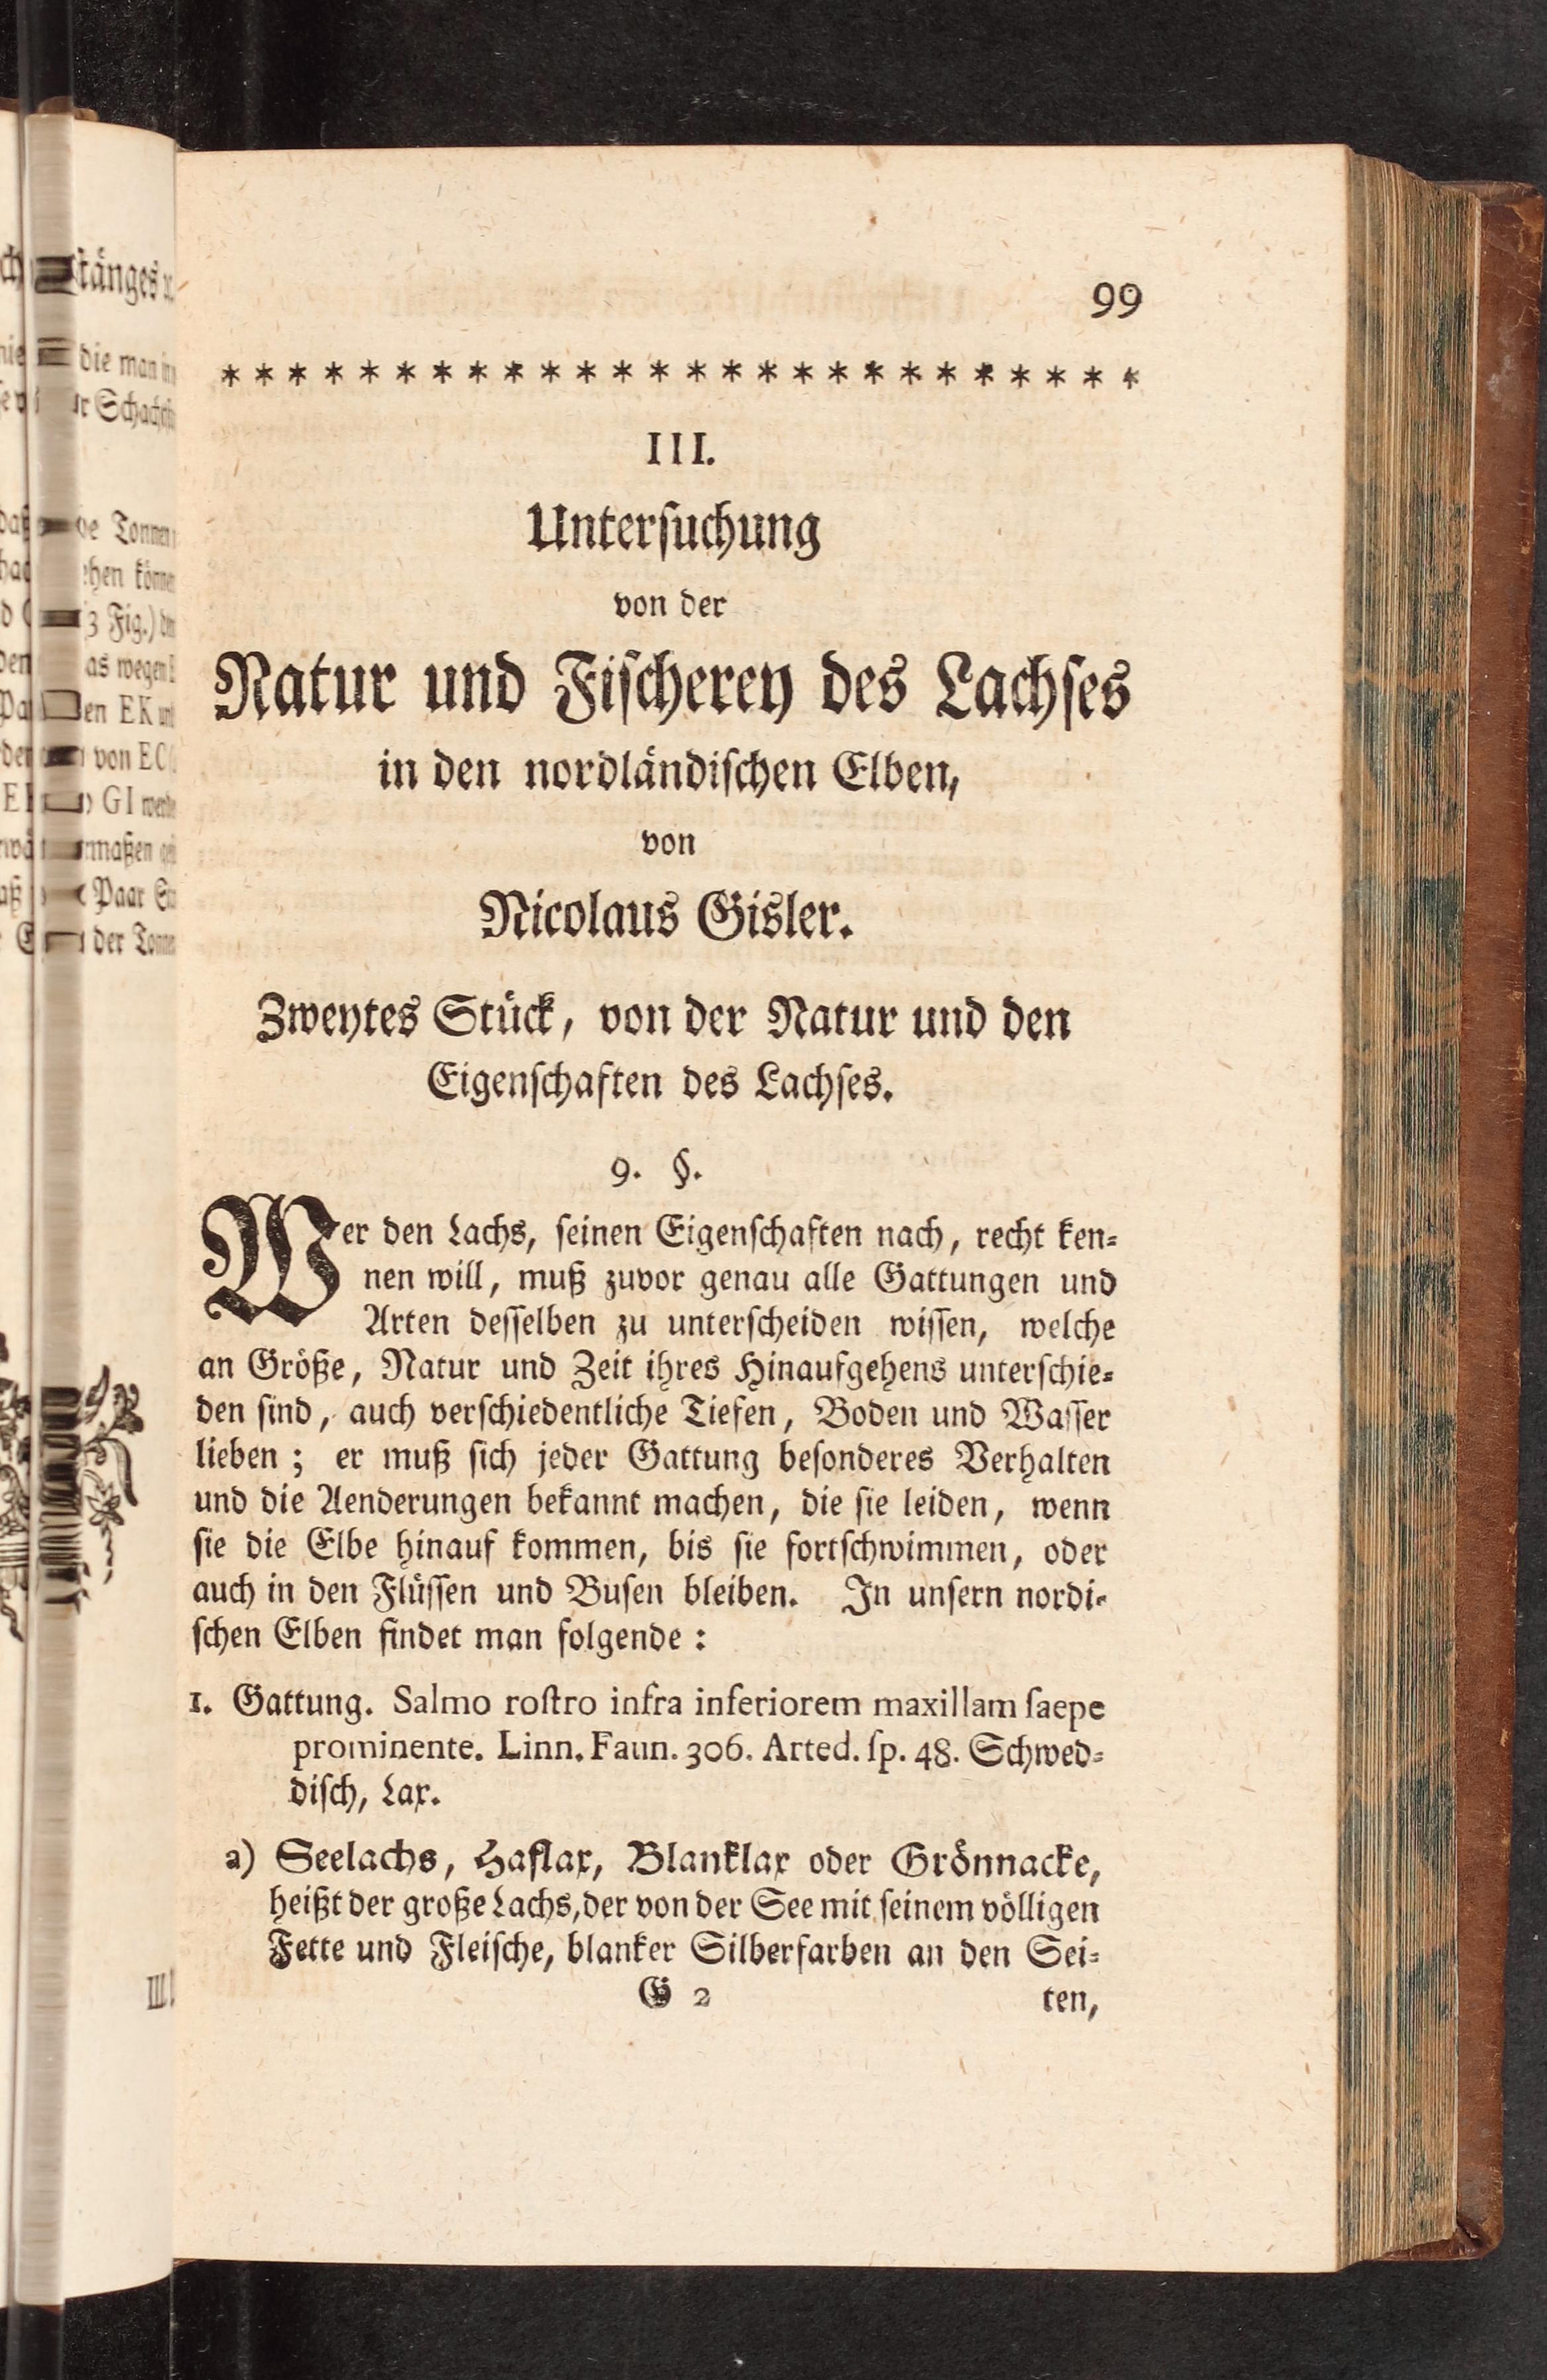 99
* * * * * * * * * * * * * * * * * * * * * * * * * *
III.
Unterſuchung
von der
Natur und Fiſcherey des Lachſes
in den nordländiſchen Elben,
von
Nicolaus Gisler.
Zweytes Stück, von der Natur und den
Eigenſchaften des Lachſes.
9. §.
Wer den Lachs, ſeinen Eigenſchaften nach, recht ken-
nen will, muß zuvor genau alle Gattungen und
Arten deſſelben zu unterſcheiden wiſſen, welche
an Größe, Natur und Zeit ihres Hinaufgehens unterſchie-
den ſind, auch verſchiedentliche Tiefen, Boden und Waſſer
lieben; er muß ſich jeder Gattung beſonderes Verhalten
und die Aenderungen bekannt machen, die ſie leiden, wenn
ſie die Elbe hinauf kommen, bis ſie fortſchwimmen, oder
auch in den Flüſſen und Buſen bleiben. In unſern nordi-
ſchen Elben findet man folgende:
1. Gattung. Salmo roſtro infra inferiorem maxillam ſaepe
prominente. Linn. Faun. 306. Arted. ſp. 48. Schwed-
diſch, Lax.
a) Seelachs, Haflax, Blanklax oder Grönnacke,
heißt der große Lachs, der von der See mit ſeinem völligen
Fette und Fleiſche, blanker Silberfarben an den Sei-
G 2 ten,